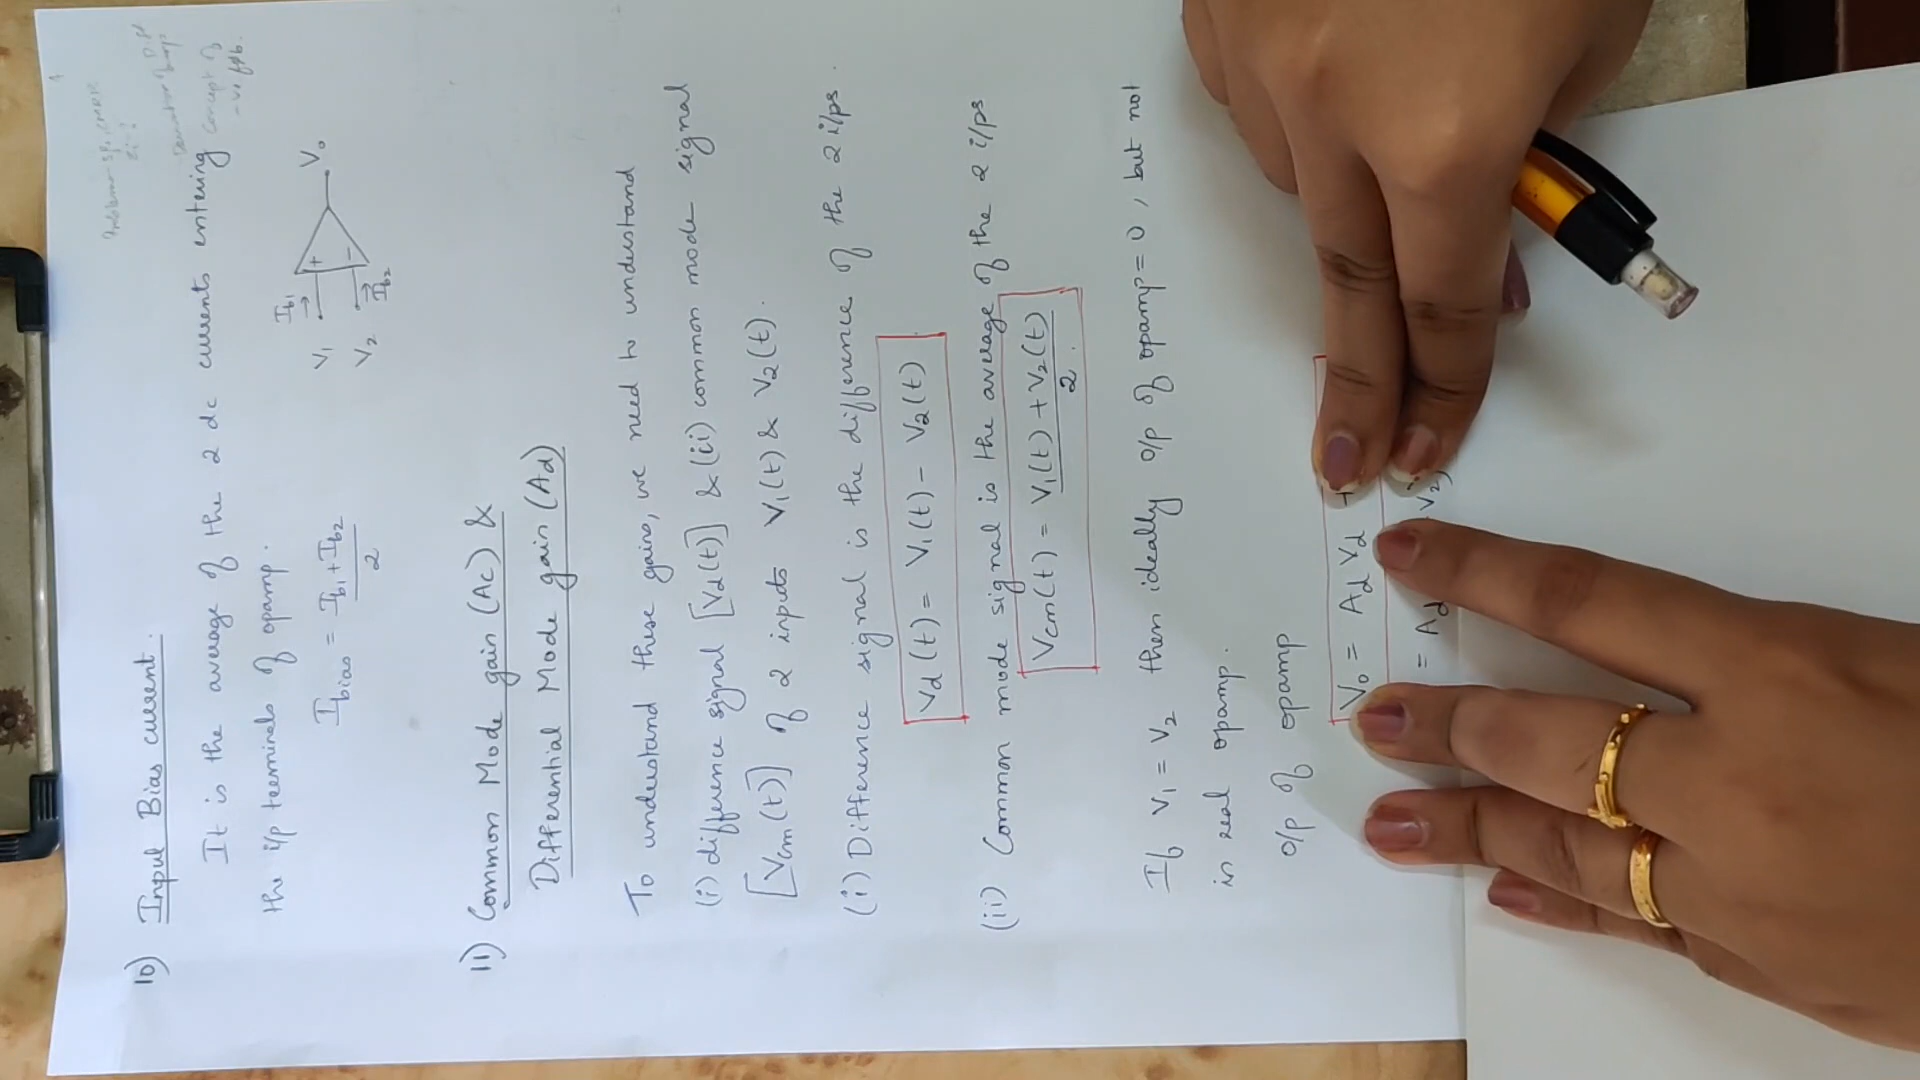 10) Input Bias current.
It is the average of the 2 dc currents entering
the i/p terminals of opamp.
I bias = Ib1 + Ib2
2
Ib1
V1
V2
Ib2
+
-
Vo
11) Common Mode gain (Ac) &
Differential Mode gain (Ad)
To understand these gains, we need to understand
(i) difference signal [Vd(t)] & (ii) common mode signal
[Vcm(t)] of 2 inputs V1(t) & V2(t).
(i) Difference signal is the difference of the 2 i/ps.
Vd(t) = V1(t) - V2(t)
(ii) Common mode signal is the average of the 2 i/ps
Vcm(t) = V1(t) + V2(t)
2.
If V1 = V2 then ideally o/p of opamp = 0, but not
in real opamp.
o/p of opamp
Vo = Ad Vd +
= Ad V2)